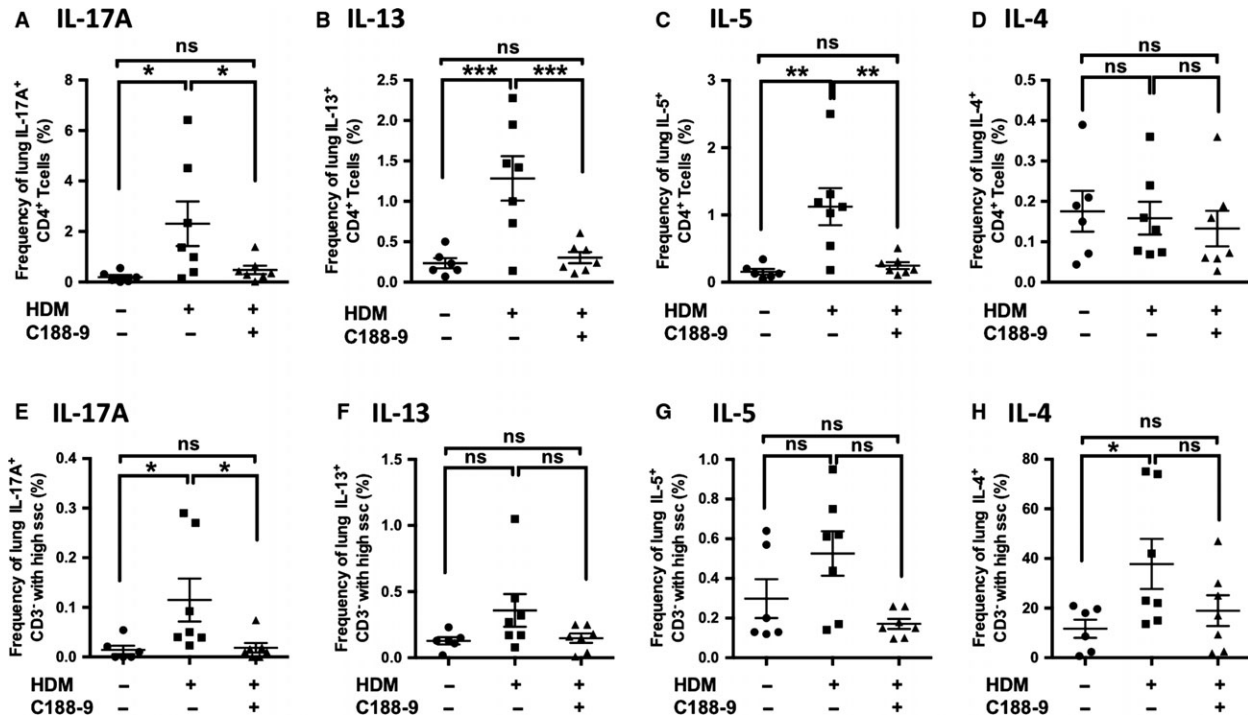 A IL-17A
ns
* *
Frequency of lung IL-17A⁺
CD4⁺ Tcells (%)
8
6
4
2
0
HDM – + +
C188-9 – – +
B IL-13
ns
*** ***
Frequency of lung IL-13⁺
CD4⁺ Tcells (%)
2.5
2.0
1.5
1.0
0.5
0.0
HDM – + +
C188-9 – – +
C IL-5
ns
** **
Frequency of lung IL-5⁺
CD4⁺ Tcells (%)
3
2
1
0
HDM – + +
C188-9 – – +
D IL-4
ns
ns ns
Frequency of lung IL-4⁺
CD4⁺ Tcells (%)
0.5
0.4
0.3
0.2
0.1
0.0
HDM – + +
C188-9 – – +
E IL-17A
ns
* *
Frequency of lung IL-17A⁺
CD3⁻ with high ssc (%)
0.4
0.3
0.2
0.1
0.0
HDM – + +
C188-9 – – +
F IL-13
ns
ns ns
Frequency of lung IL-13⁺
CD3⁻ with high ssc (%)
1.5
1.0
0.5
0.0
HDM – + +
C188-9 – – +
G IL-5
ns
ns ns
Frequency of lung IL-5⁺
CD3⁻ with high ssc (%)
1.0
0.8
0.6
0.4
0.2
0.0
HDM – + +
C188-9 – – +
H IL-4
ns
* ns
Frequency of lung IL-4⁺
CD3⁻ with high ssc (%)
80
60
40
20
0
HDM – + +
C188-9 – – +